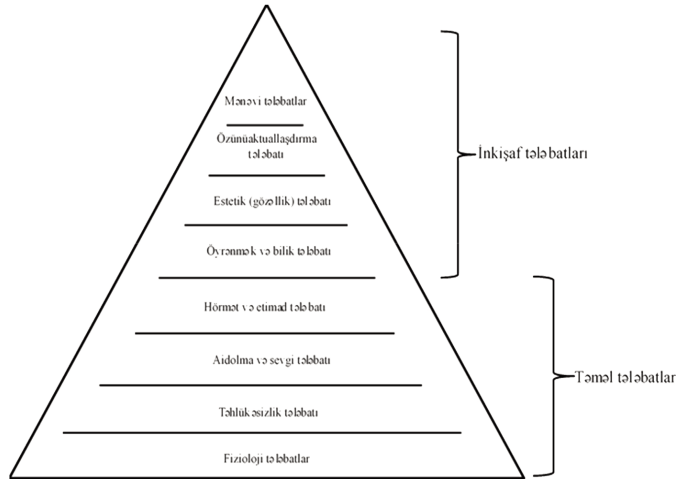 Mənəvi tələbatlar
Özünüaktuallaşdırma
tələbatı
İnkişaf tələbatları
Estetik (gözəllik) tələbatı
Öyrənmək və bilik tələbatı
Hörmət və etimad tələbatı
Aidolma və sevgi tələbatı
Təməl tələbatlar
Təhlükəsizlik tələbatı
Fizioloji tələbatlar